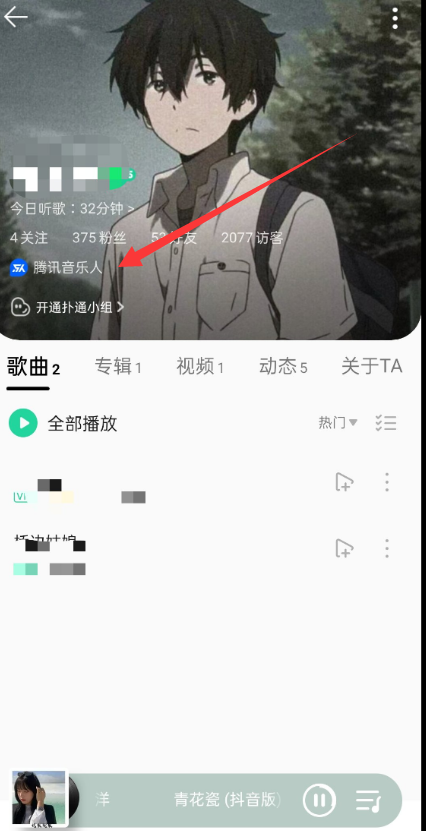 今日听歌：32分钟 >
4关注 375粉丝 53好友 2077访客
腾讯音乐人
开通扑通小组
歌曲2 专辑1 视频1 动态5 关于TA
全部播放 热门
洋 青花瓷 (抖音版)